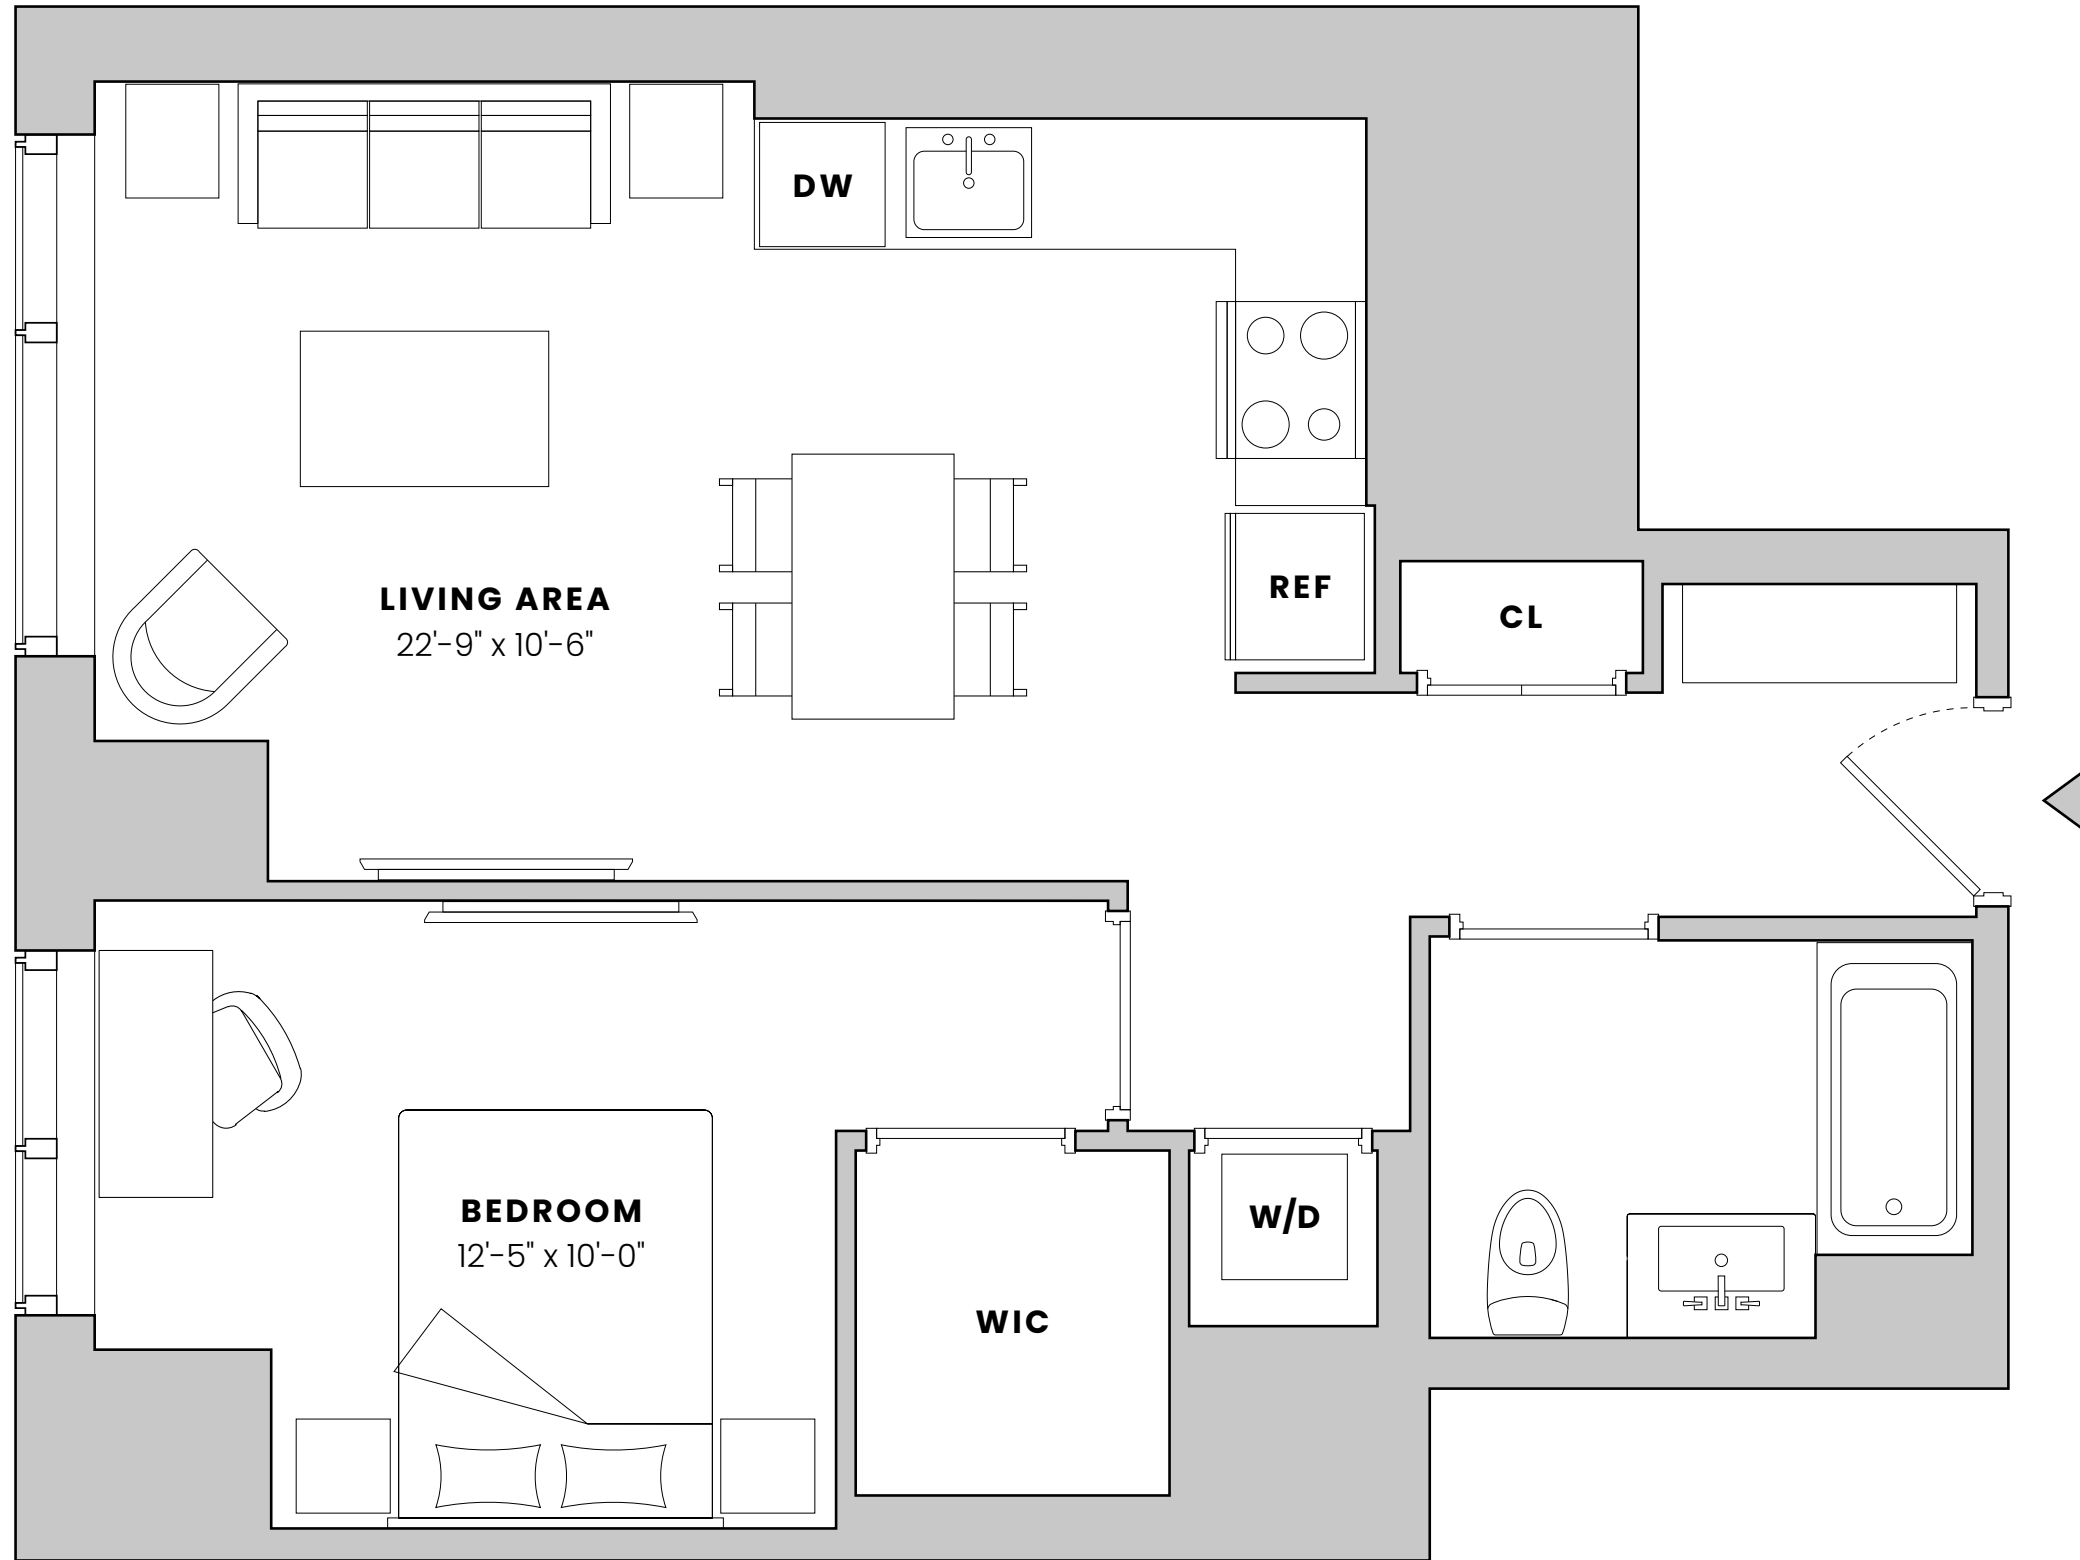 DW
LIVING AREA
22'-9" x 10'-6"
REF
CL
BEDROOM
12'-5" x 10'-0"
WIC
W/D